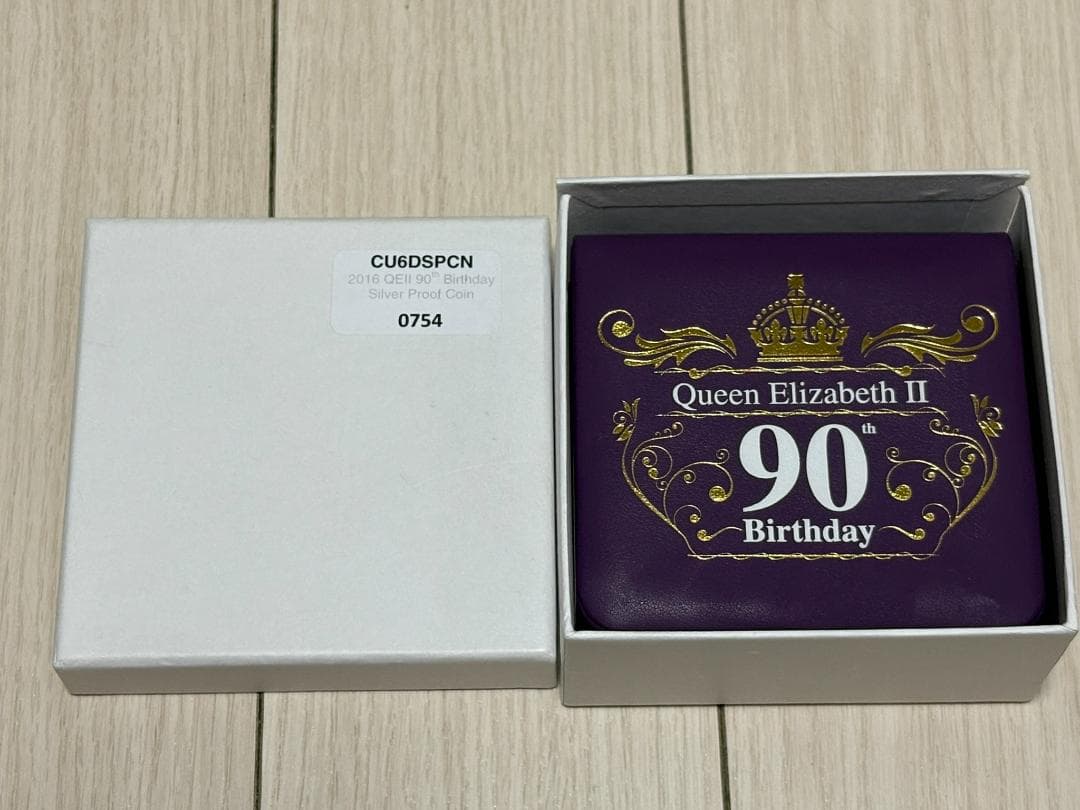 CU6DSPCN
2016 QEII 90th Birthday
Silver Proof Coin
0754
Queen Elizabeth II
90th
Birthday